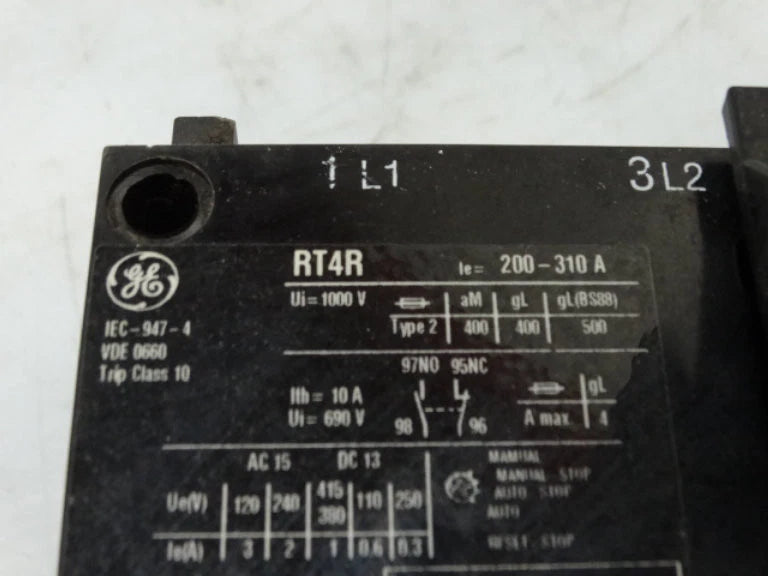 1 L1 3 L2
GE RT4R Ie= 200-310 A
Ui=1000 V aM gL gL(BS88)
Type 2 400 400 500
IEC-947-4
VDE 0660
Trip Class 10
97NO 95NC
Ith = 10 A gL
Ui= 690 V 98 96 A max. 4
AC 15 DC 13
Ue(V) 120 240 415 380 110 250
Ie(A) 3 2 1 0.6 0.3
MANUAL
MANUAL STOP
AUTO STOP
AUTO
RESET STOP